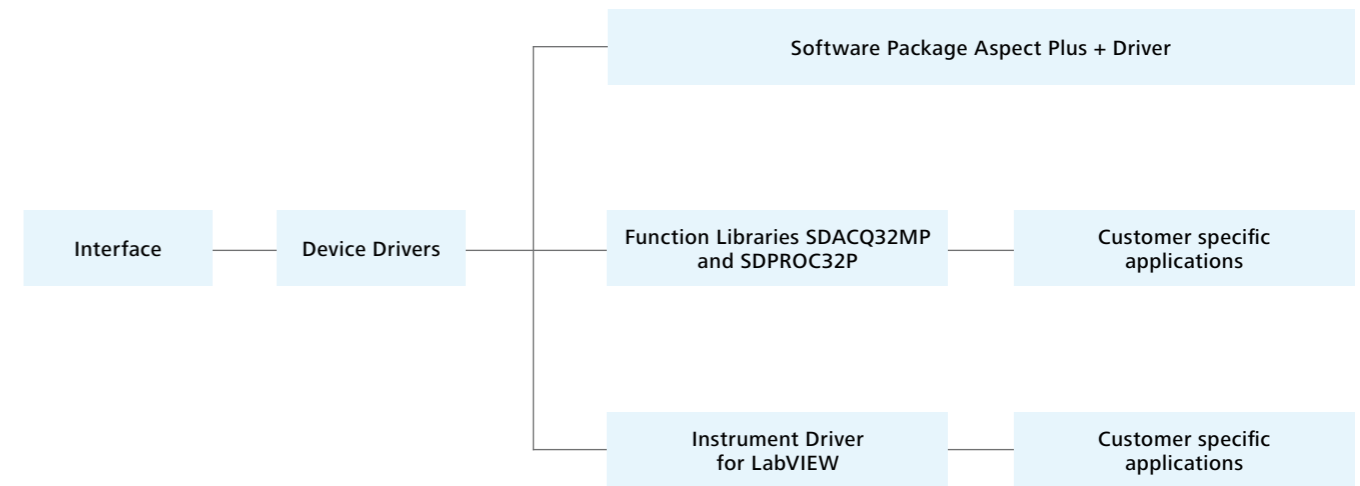 Software Package Aspect Plus + Driver
Interface
Device Drivers
Function Libraries SDACQ32MP
and SDPROC32P
Customer specific
applications
Instrument Driver
for LabVIEW
Customer specific
applications